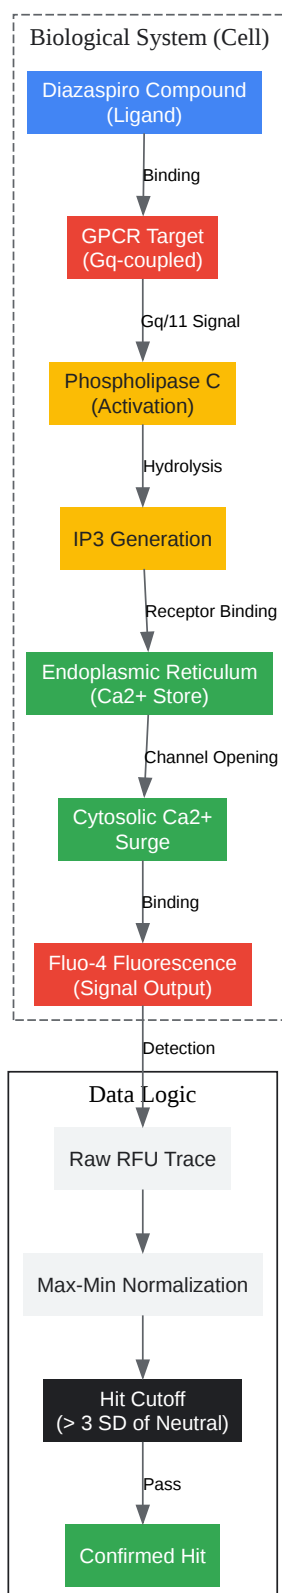 Biological System (Cell)
Diazaspiro Compound
(Ligand)
Binding
GPCR Target
(Gq-coupled)
Gq/11 Signal
Phospholipase C
(Activation)
Hydrolysis
IP3 Generation
Receptor Binding
Endoplasmic Reticulum
(Ca2+ Store)
Channel Opening
Cytosolic Ca2+
Surge
Binding
Fluo-4 Fluorescence
(Signal Output)
Detection
Data Logic
Raw RFU Trace
Max-Min Normalization
Hit Cutoff
(> 3 SD of Neutral)
Pass
Confirmed Hit